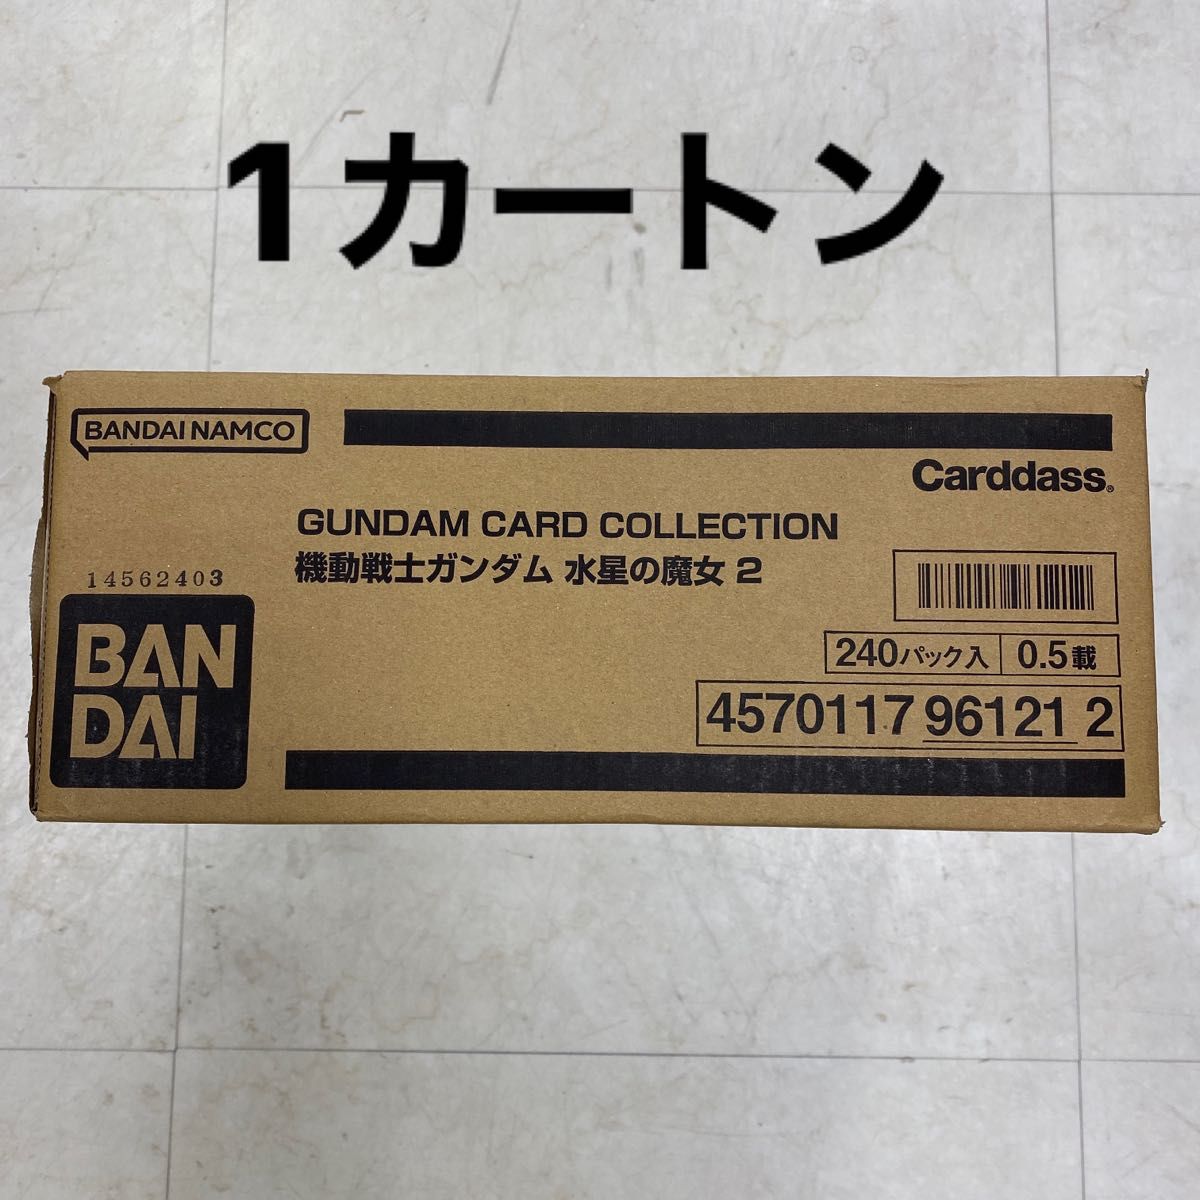 1カートン
BANDAI NAMCO
Carddass®
GUNDAM CARD COLLECTION
機動戦士ガンダム 水星の魔女 2
14562403
BAN
DAI
240パック入 0.5載
4570117 96121 2